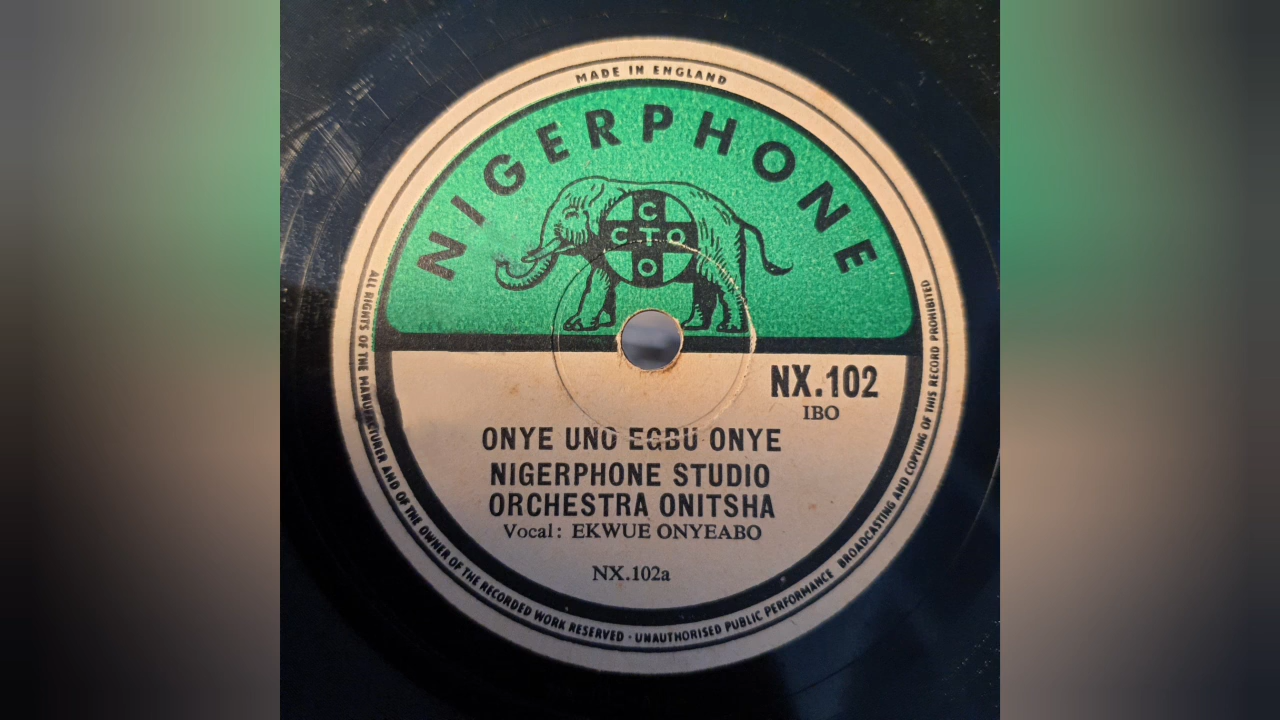 MADE IN ENGLAND
NIGERPHONE
C
CTO
O
NX.102
IBO
ONYE UNO EGBU ONYE
NIGERPHONE STUDIO
ORCHESTRA ONITSHA
Vocal: EKWUE ONYEABO
NX.102a
ALL RIGHTS OF THE MANUFACTURER AND OF THE OWNER OF THE RECORDED WORK RESERVED · UNAUTHORISED PUBLIC PERFORMANCE BROADCASTING AND COPYING OF THIS RECORD PROHIBITED